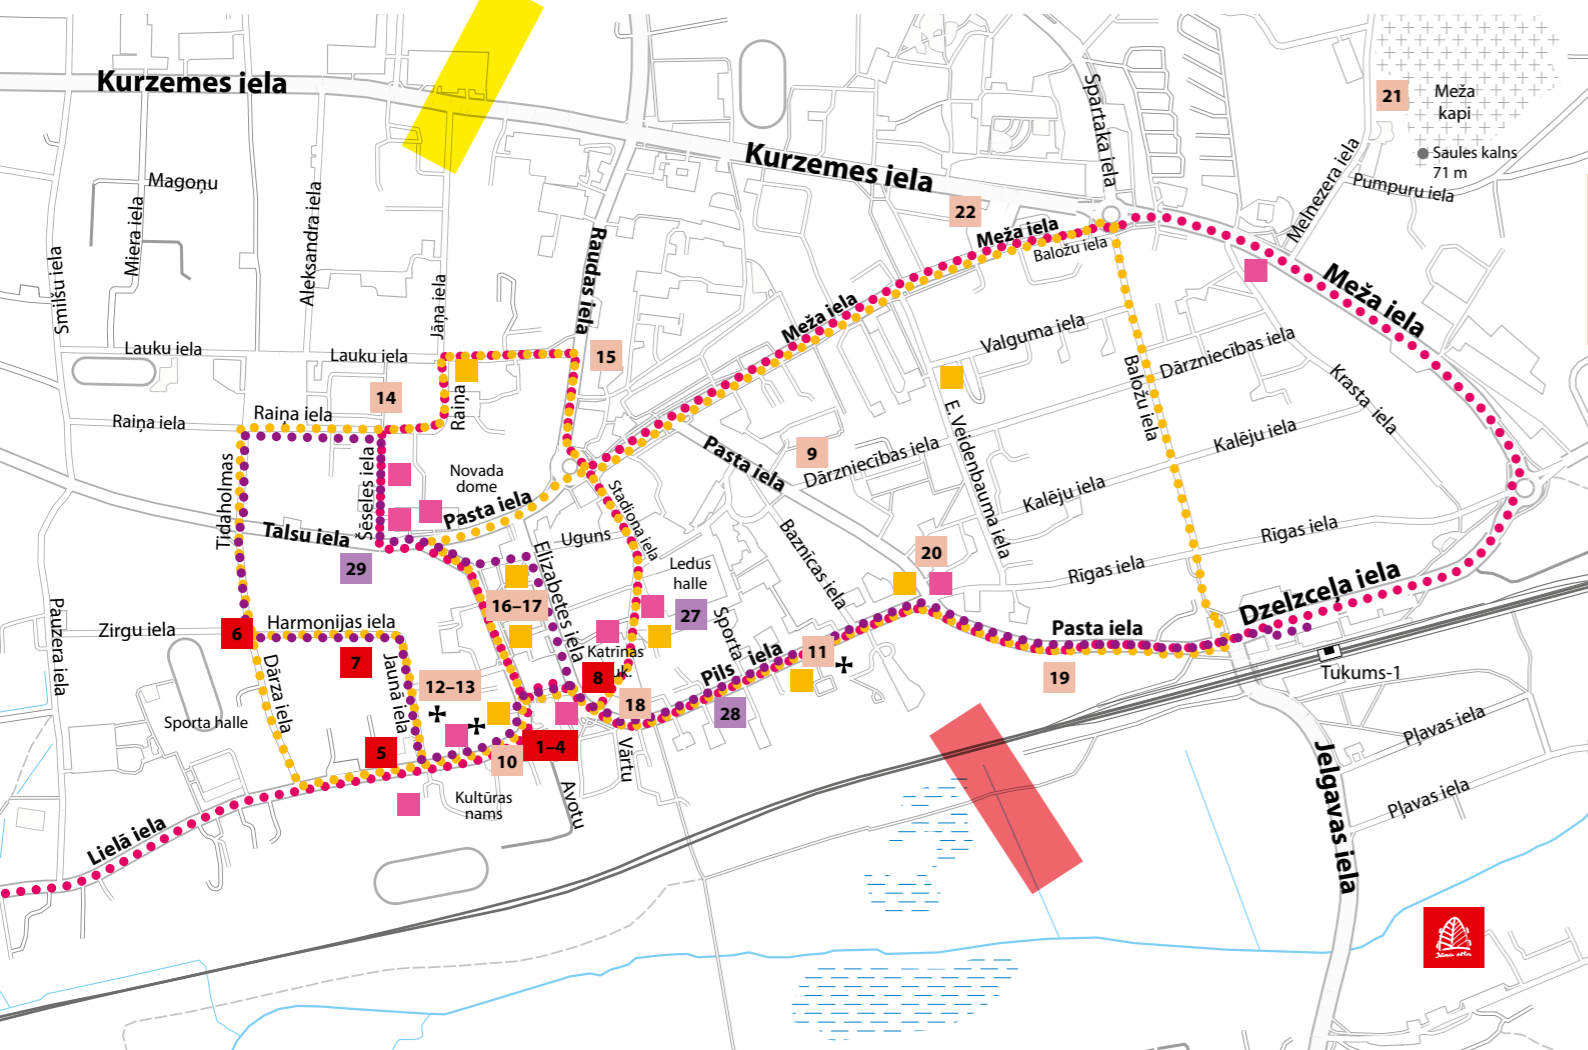 Kurzemes iela
Kurzemes iela
Spartaka iela
21
Meža
kapi
Saules kalns
71 m
Melnezera iela
Pumpuru iela
Magoņu
Miera iela
Smilšu iela
Aleksandra iela
Jāņa iela
Raudas iela
22
Meža iela
Baložu iela
Meža iela
Meža iela
Lauku iela
Lauku iela
15
14
Raiņa
Raiņa iela
Raiņa iela
Valguma iela
Dārzniecības iela
Baložu iela
Krasta iela
Kalēju iela
Pasta iela
9
Dārzniecības iela
E. Veidenbauma iela
Kalēju iela
Tidaholmas
Sēseles iela
Novada
dome
Pasta iela
Talsu iela
Stadiona iela
Uguns
Elizabetes iela
Baznīcas iela
Rīgas iela
Rīgas iela
20
29
Ledus
halle
27
16–17
Sporta
Dzelzceļa iela
Pauzera iela
Zirgu iela
6
Harmonijas iela
7
Jaunā iela
Dārza iela
Katrīnas
uk.
8
Pils iela
11
Pasta iela
19
Tukums-1
12–13
18
28
Sporta halle
5
10
1–4
Vārtu
Avotu
Kultūras
nams
Lielā iela
Jelgavas iela
Pļavas iela
Pļavas iela